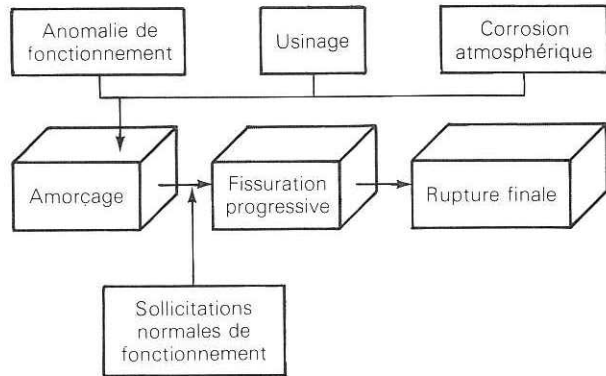 Anomalie de
fonctionnement
Usinage
Corrosion
atmosphérique
Amorçage
Fissuration
progressive
Rupture finale
Sollicitations
normales de
fonctionnement